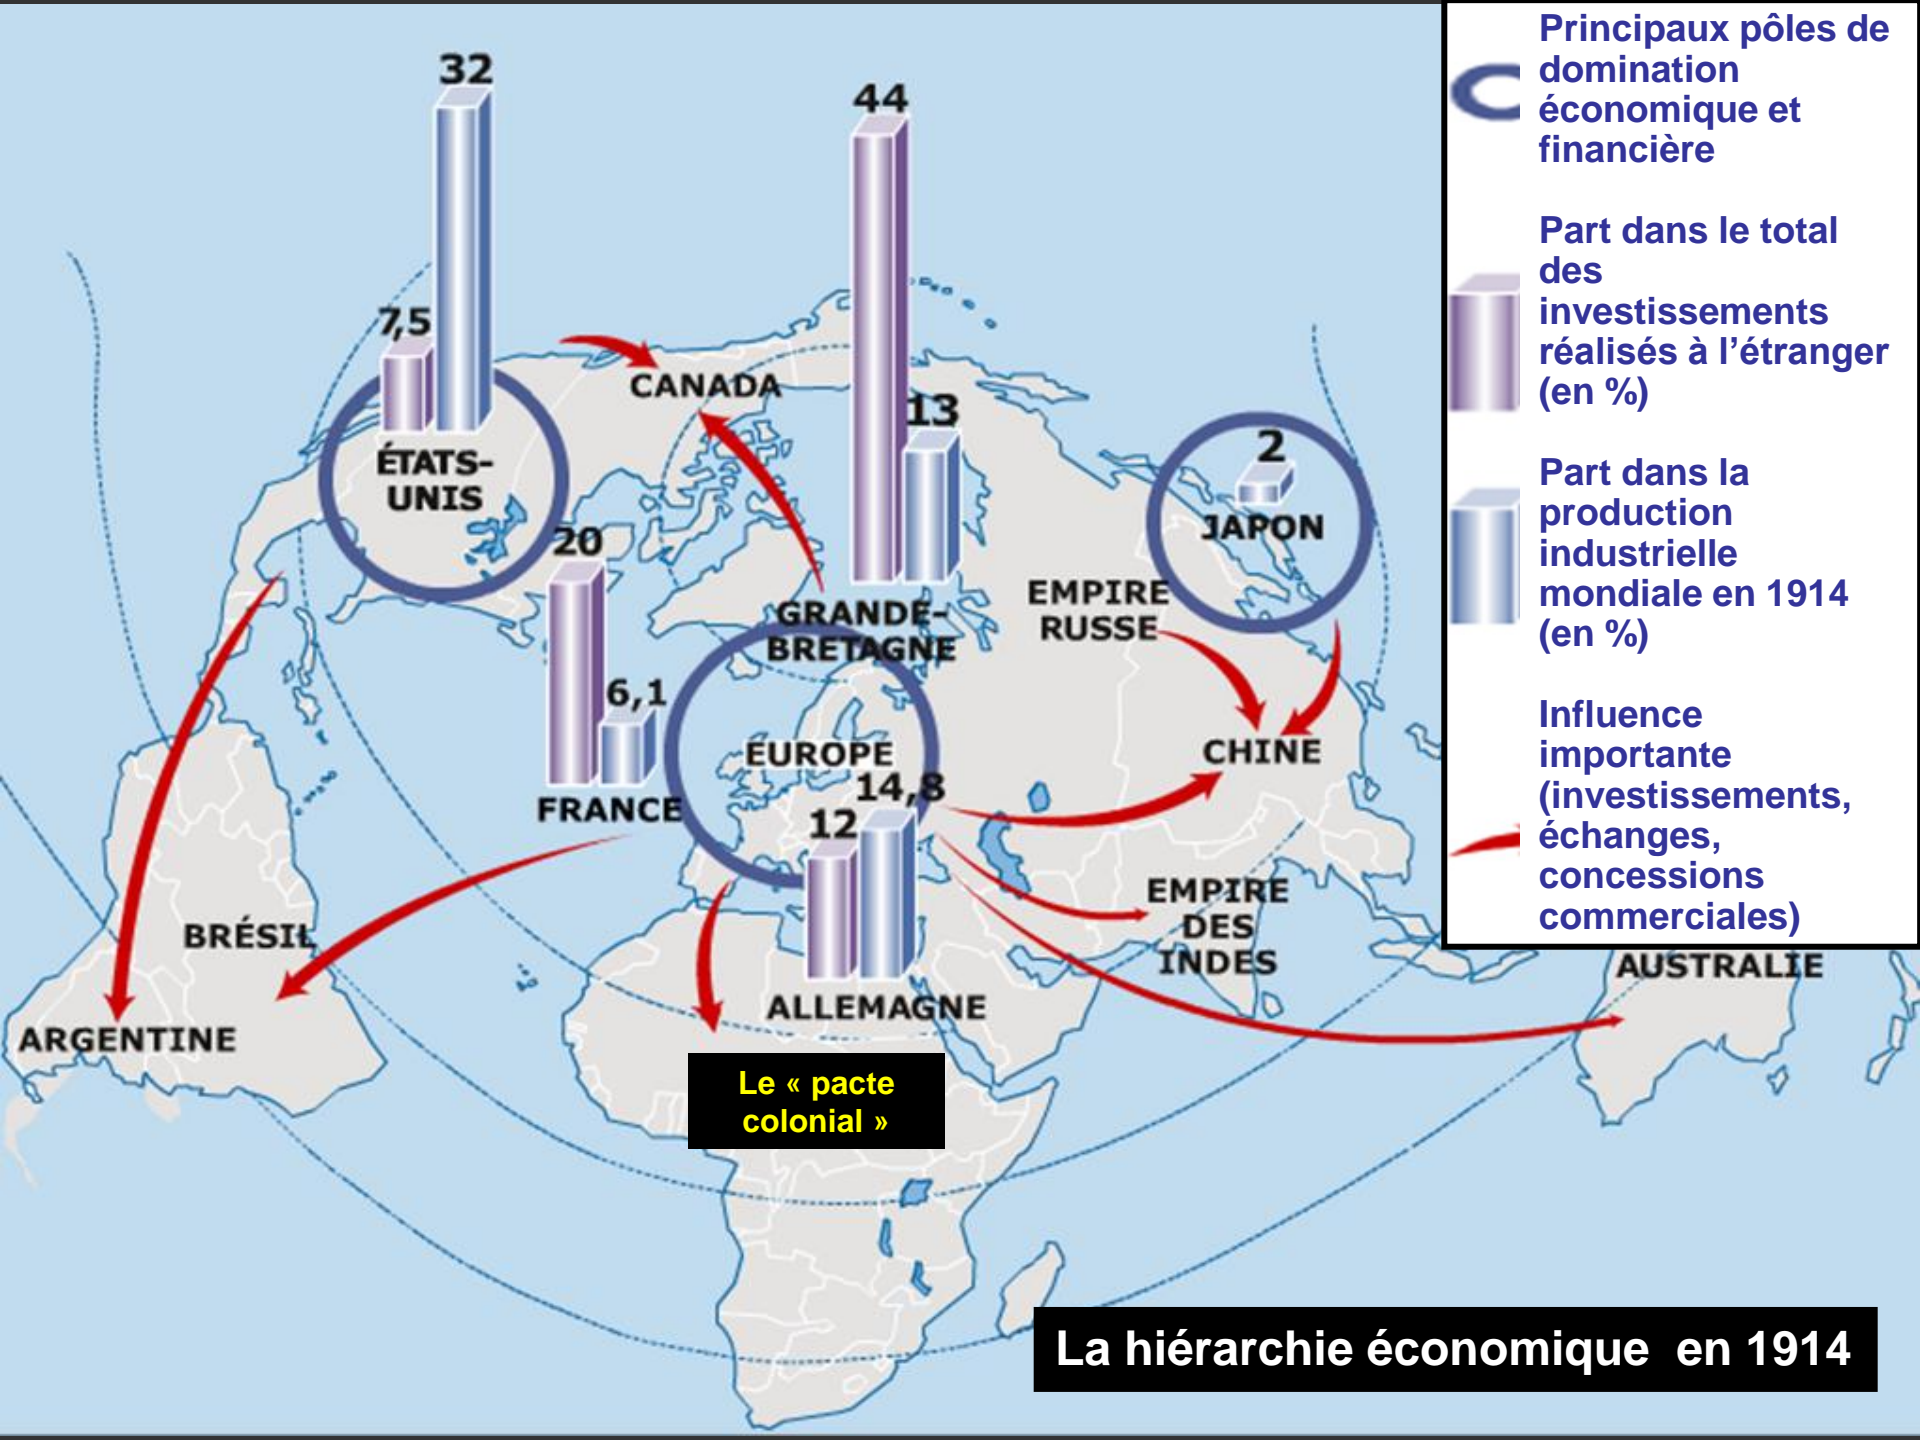 Principaux pôles de
domination
économique et
financière
Part dans le total
des
investissements
réalisés à l’étranger
(en %)
Part dans la
production
industrielle
mondiale en 1914
(en %)
Influence
importante
(investissements,
échanges,
concessions
commerciales)
32
44
7,5
CANADA
13
2
ÉTATS-
UNIS
JAPON
20
EMPIRE
RUSSE
GRANDE-
BRETAGNE
6,1
EUROPE
CHINE
14,8
FRANCE
12
EMPIRE
DES
INDES
BRÉSIL
AUSTRALIE
ALLEMAGNE
ARGENTINE
Le « pacte
colonial »
La hiérarchie économique en 1914